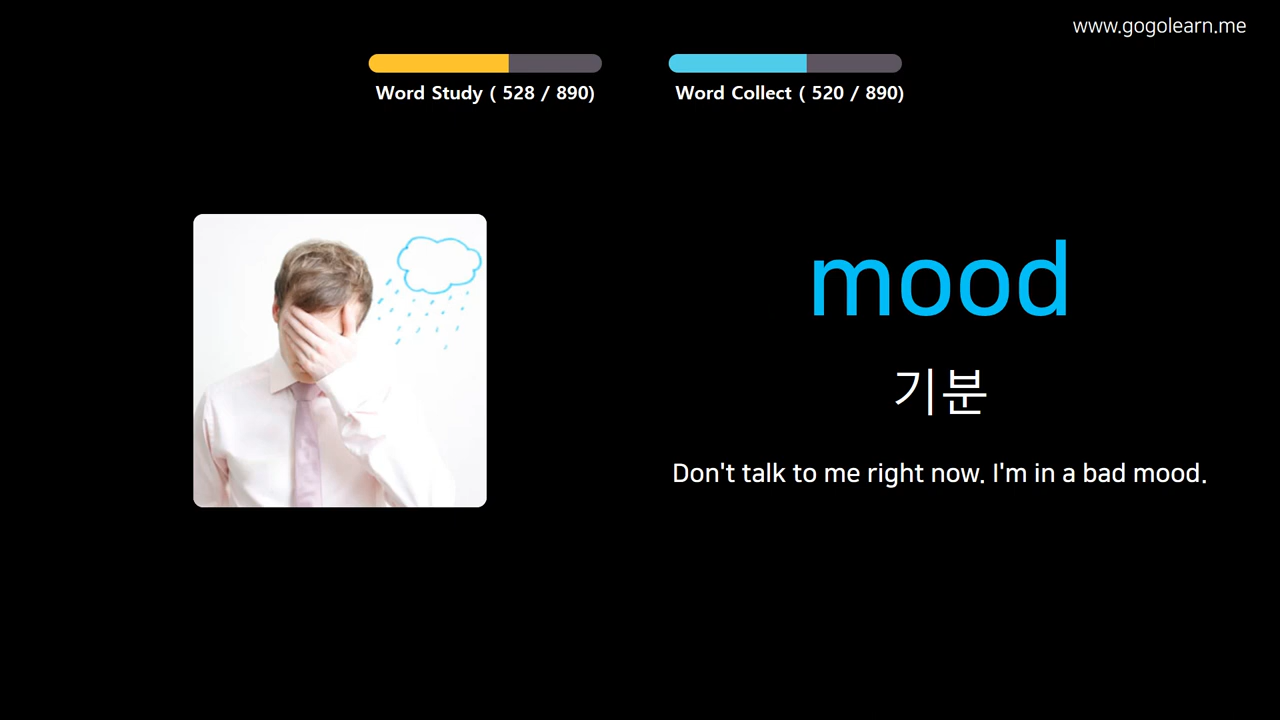 www.gogolearn.me
Word Study ( 528 / 890)
Word Collect ( 520 / 890)
mood
기분
Don't talk to me right now. I'm in a bad mood.